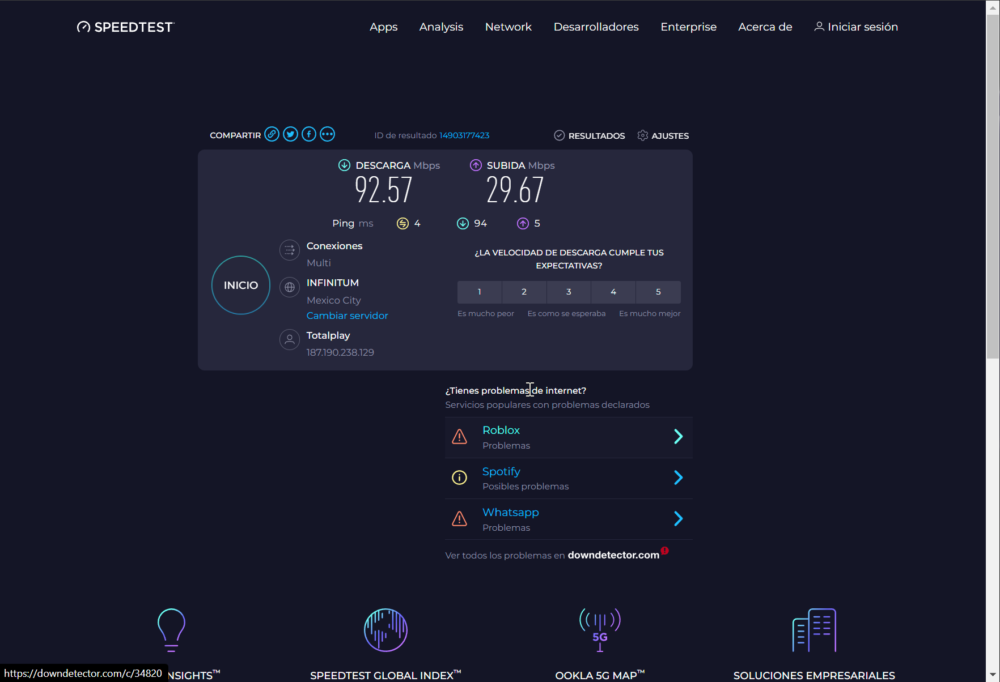 SPEEDTEST
Apps Analysis Network Desarrolladores Enterprise Acerca de Iniciar sesión
COMPARTIR ID de resultado 14903177423 RESULTADOS AJUSTES
DESCARGA Mbps SUBIDA Mbps
92.57 29.67
Ping ms 4 94 5
Conexiones
Multi
INICIO
INFINITUM
Mexico City
Cambiar servidor
Totalplay
187.190.238.129
¿LA VELOCIDAD DE DESCARGA CUMPLE TUS
EXPECTATIVAS?
1 2 3 4 5
Es mucho peor Es como se esperaba Es mucho mejor
¿Tienes problemas de internet?
Servicios populares con problemas declarados
Roblox
Problemas
Spotify
Posibles problemas
Whatsapp
Problemas
Ver todos los problemas en downdetector.com
5G
https://downdetector.com/c/34820 NSIGHTS™ SPEEDTEST GLOBAL INDEX™ OOKLA 5G MAP™ SOLUCIONES EMPRESARIALES